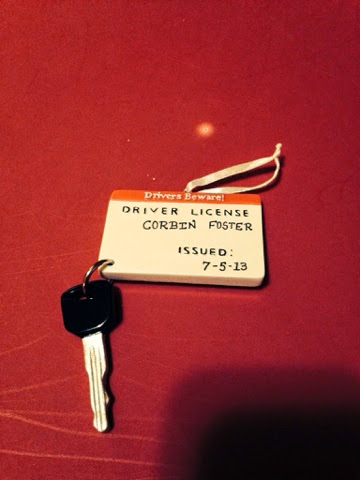 Drivers Beware!
DRIVER LICENSE
CORBIN FOSTER
ISSUED:
7-5-13